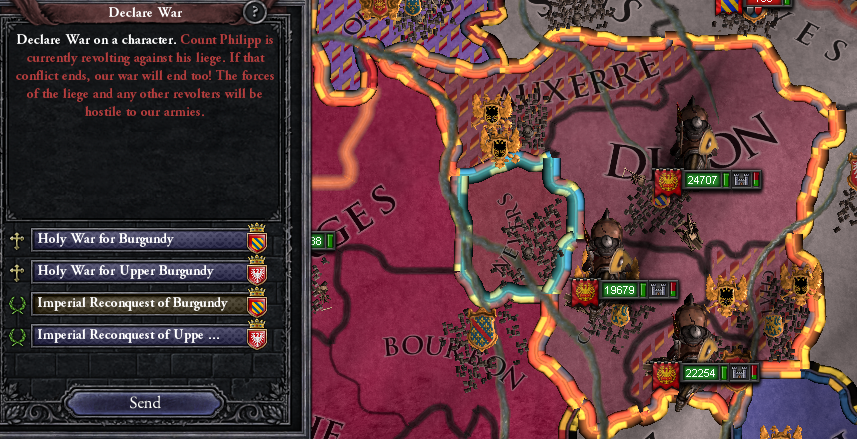 Declare War
?
Declare War on a character. Count Philipp is
currently revolting against his liege. If that
conflict ends, our war will end too! The forces
of the liege and any other revolters will be
hostile to our armies.
Holy War for Burgundy
Holy War for Upper Burgundy
Imperial Reconquest of Burgundy
Imperial Reconquest of Uppe ...
Send
AUXERRE
ES
DIJON
24707
GES
38
NEVERS
19679
BOURBON
22254